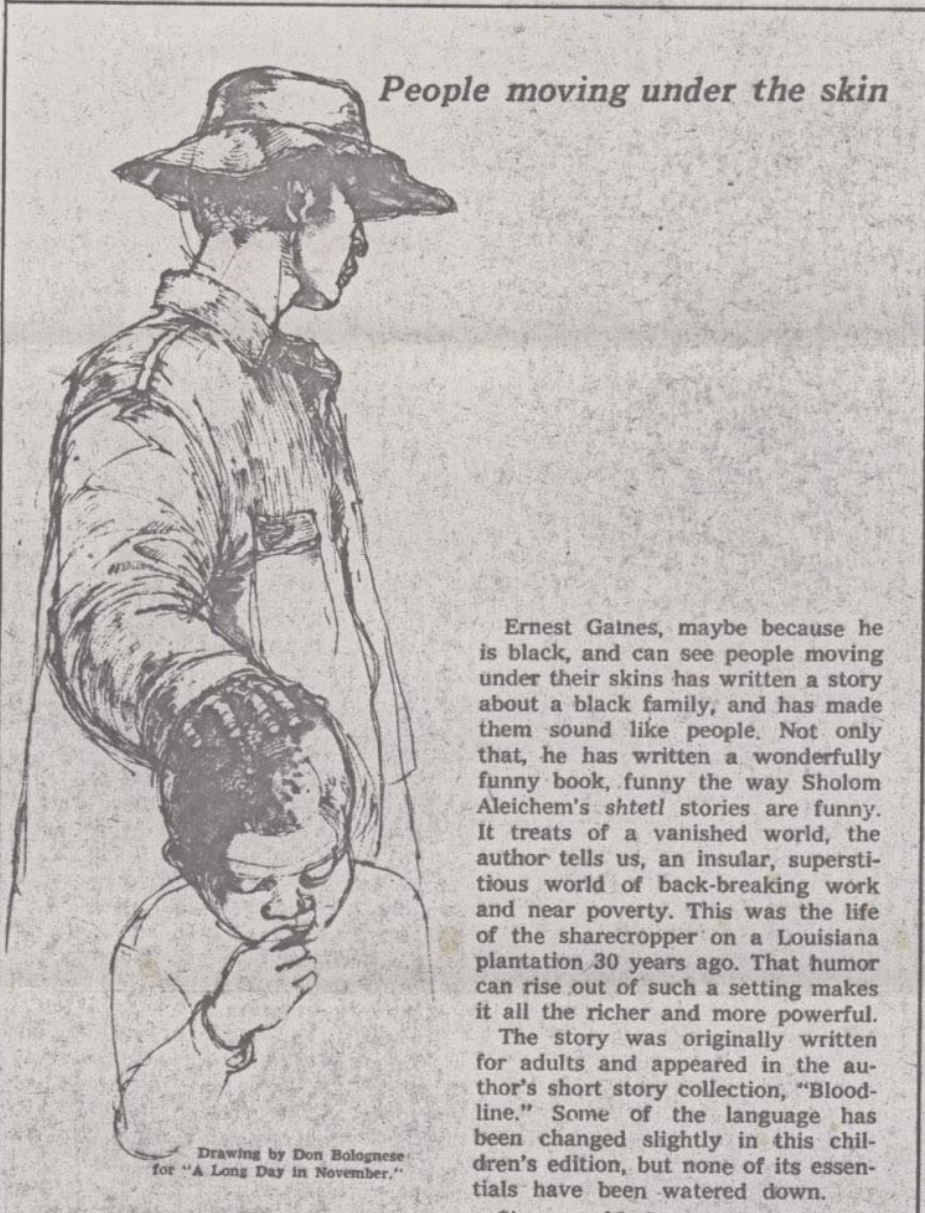 People moving under the skin
Ernest Gaines, maybe because he
is black, and can see people moving
under their skins has written a story
about a black family, and has made
them sound like people. Not only
that, he has written a wonderfully
funny book, funny the way Sholom
Aleichem's shtetl stories are funny.
It treats of a vanished world, the
author tells us, an insular, supersti-
tious world of back-breaking work
and near poverty. This was the life
of the sharecropper on a Louisiana
plantation 30 years ago. That humor
can rise out of such a setting makes
it all the richer and more powerful.
The story was originally written
for adults and appeared in the au-
thor's short story collection, "Blood-
line." Some of the language has
been changed slightly in this chil-
dren's edition, but none of its essen-
tials have been watered down.
Drawing by Don Bolognese
for "A Long Day in November."